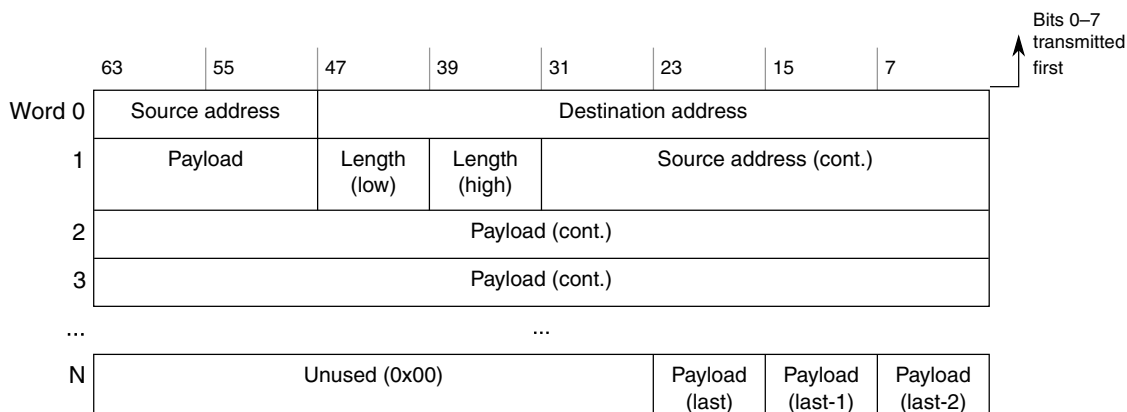 Bits 0–7
transmitted
first
63 55 47 39 31 23 15 7
Word 0 Source address Destination address
1 Payload Length (low) Length (high) Source address (cont.)
2 Payload (cont.)
3 Payload (cont.)
... ...
N Unused (0x00) Payload (last) Payload (last-1) Payload (last-2)